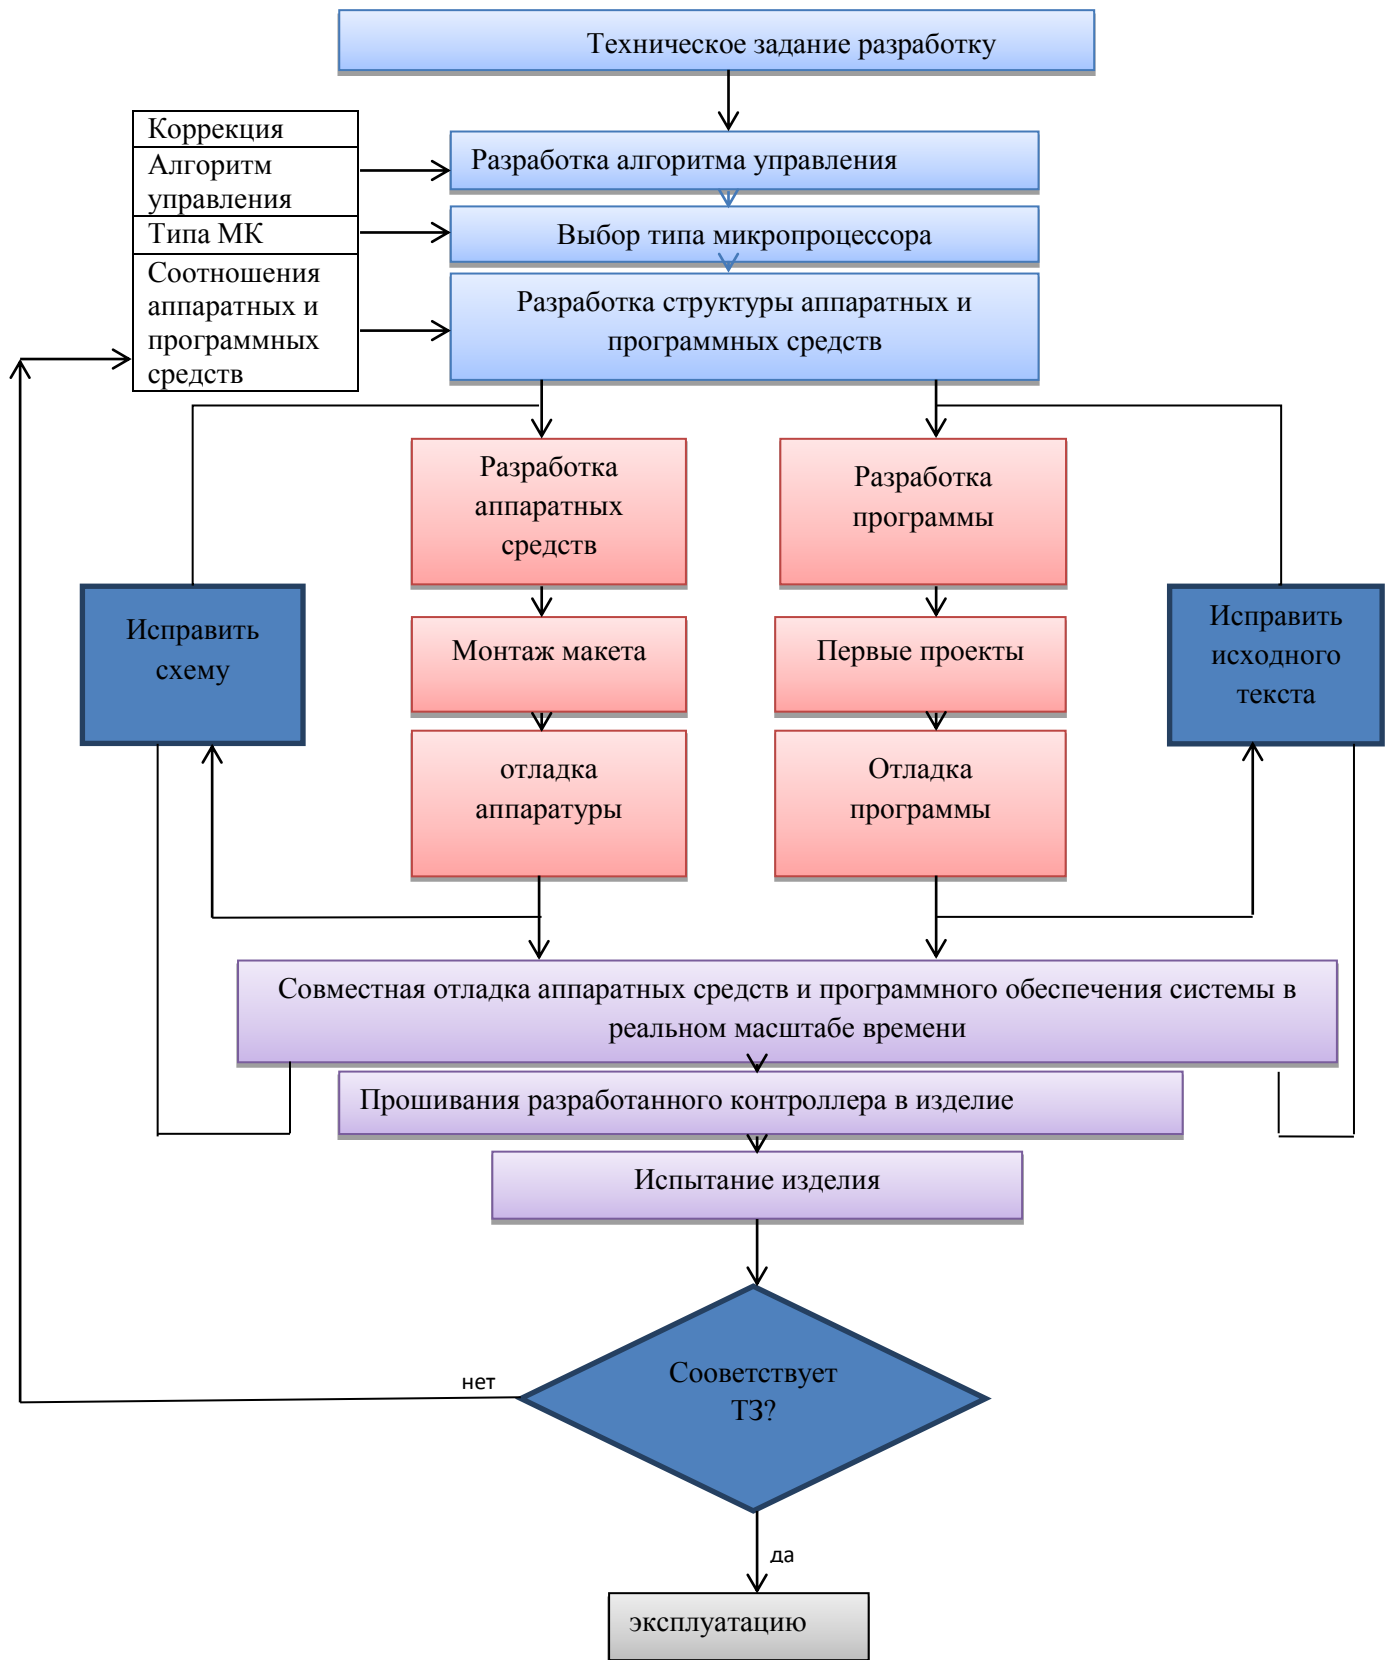 Техническое задание разработку
Коррекция
Алгоритм
управления
Типа МК
Соотношения
аппаратных и
программных
средств
Разработка алгоритма управления
Выбор типа микропроцессора
Разработка структуры аппаратных и
программных средств
Разработка
аппаратных
средств
Разработка
программы
Исправить
схему
Монтаж макета
Первые проекты
Исправить
исходного
текста
отладка
аппаратуры
Отладка
программы
Совместная отладка аппаратных средств и программного обеспечения системы в
реальном масштабе времени
Прошивания разработанного контроллера в изделие
Испытание изделия
Сооветствует
ТЗ?
нет
да
эксплуатацию